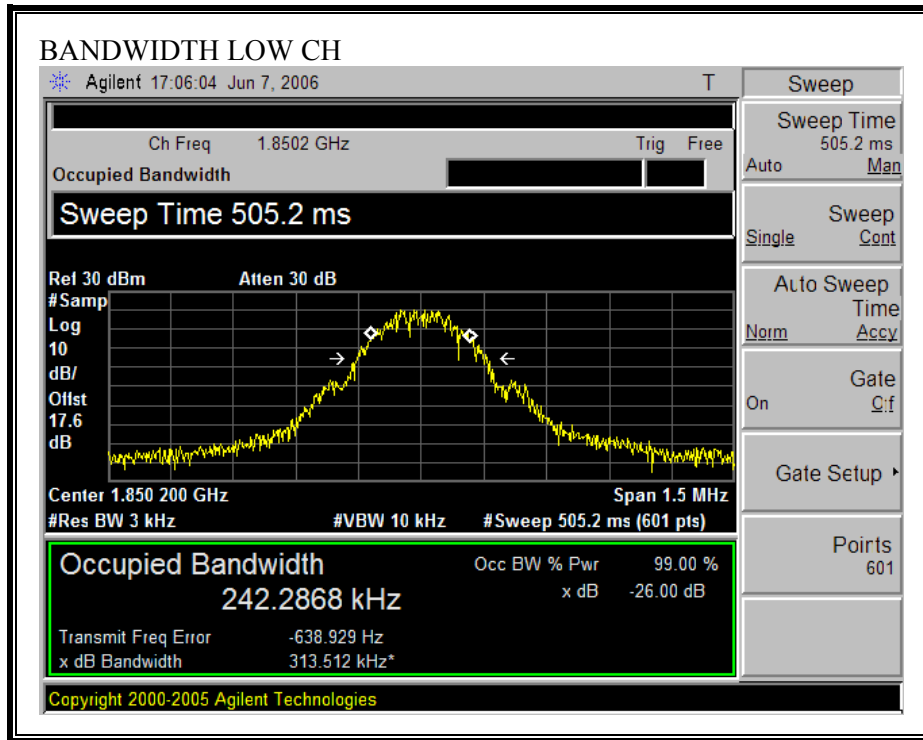 BANDWIDTH LOW CH
Agilent 17:06:04 Jun 7, 2006 T
Ch Freq 1.8502 GHz Trig Free
Occupied Bandwidth
Sweep Time 505.2 ms
Ref 30 dBm Atten 30 dB
#Samp
Log
10
dB/
Offst
17.6
dB
Center 1.850 200 GHz Span 1.5 MHz
#Res BW 3 kHz #VBW 10 kHz #Sweep 505.2 ms (601 pts)
Occupied Bandwidth
242.2868 kHz
Occ BW % Pwr 99.00 %
x dB -26.00 dB
Transmit Freq Error -638.929 Hz
x dB Bandwidth 313.512 kHz*
Copyright 2000-2005 Agilent Technologies
Sweep
Sweep Time
505.2 ms
Auto Man
Sweep
Single Cont
Auto Sweep
Time
Norm Accy
Gate
On Off
Gate Setup
Points
601